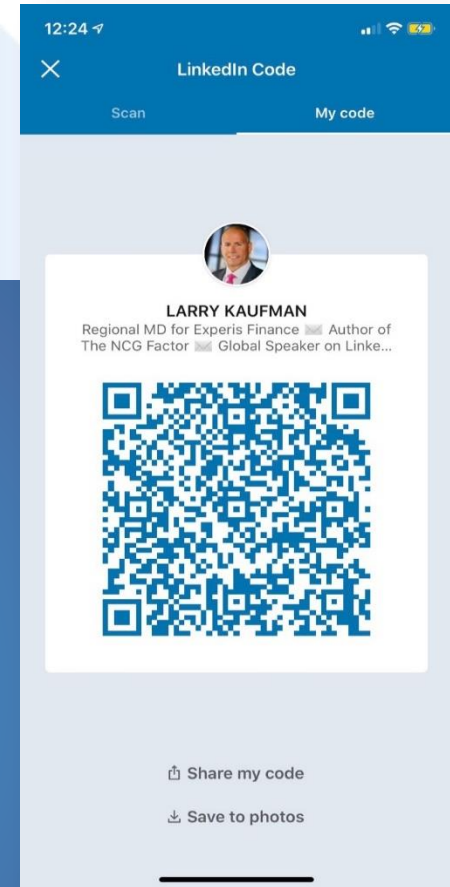 12:24
LinkedIn Code
Scan
My code
LARRY KAUFMAN
Regional MD for Experis Finance ✉ Author of
The NCG Factor ✉ Global Speaker on Linke...
Share my code
Save to photos